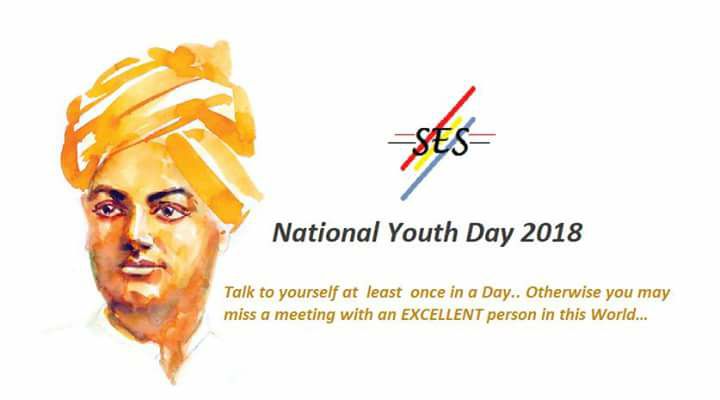 SES
National Youth Day 2018
Talk to yourself at least once in a Day.. Otherwise you may
miss a meeting with an EXCELLENT person in this World...